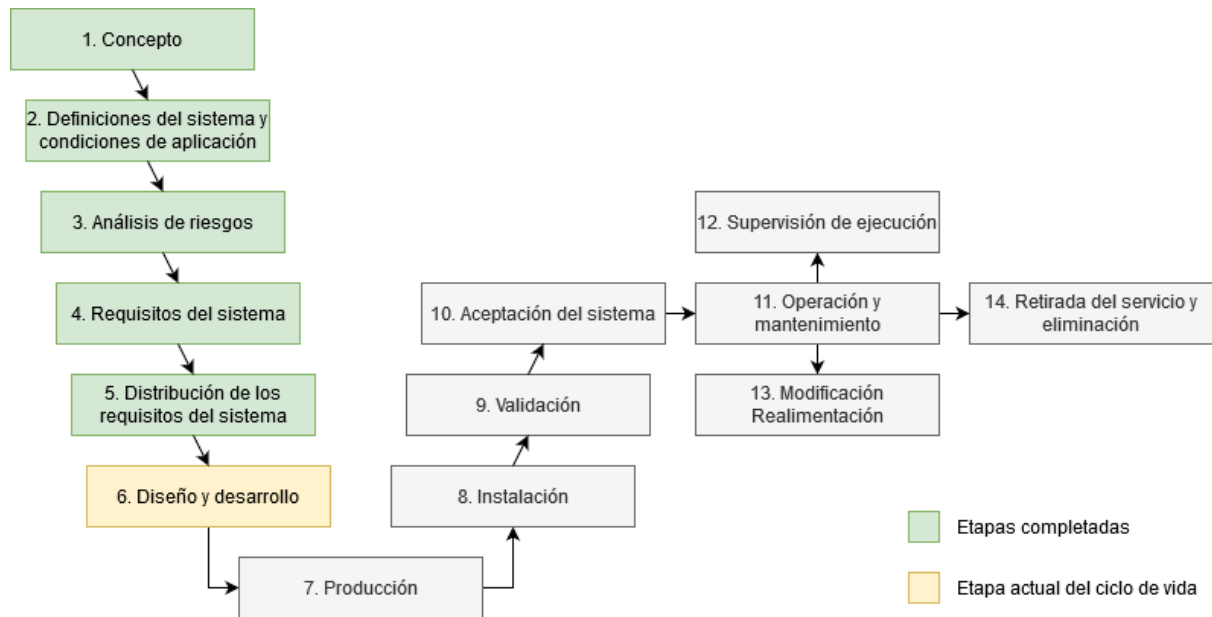 1. Concepto
2. Definiciones del sistema y
condiciones de aplicación
3. Análisis de riesgos
4. Requisitos del sistema
5. Distribución de los
requisitos del sistema
6. Diseño y desarrollo
7. Producción
8. Instalación
9. Validación
10. Aceptación del sistema
11. Operación y
mantenimiento
12. Supervisión de ejecución
13. Modificación
Realimentación
14. Retirada del servicio y
eliminación
Etapas completadas
Etapa actual del ciclo de vida